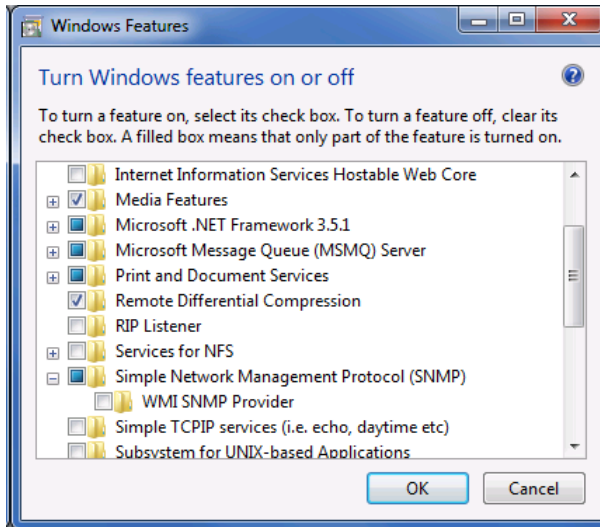 Windows Features
Turn Windows features on or off
To turn a feature on, select its check box. To turn a feature off, clear its
check box. A filled box means that only part of the feature is turned on.
Internet Information Services Hostable Web Core
Media Features
Microsoft .NET Framework 3.5.1
Microsoft Message Queue (MSMQ) Server
Print and Document Services
Remote Differential Compression
RIP Listener
Services for NFS
Simple Network Management Protocol (SNMP)
WMI SNMP Provider
Simple TCPIP services (i.e. echo, daytime etc)
Subsystem for UNIX-based Applications
OK Cancel